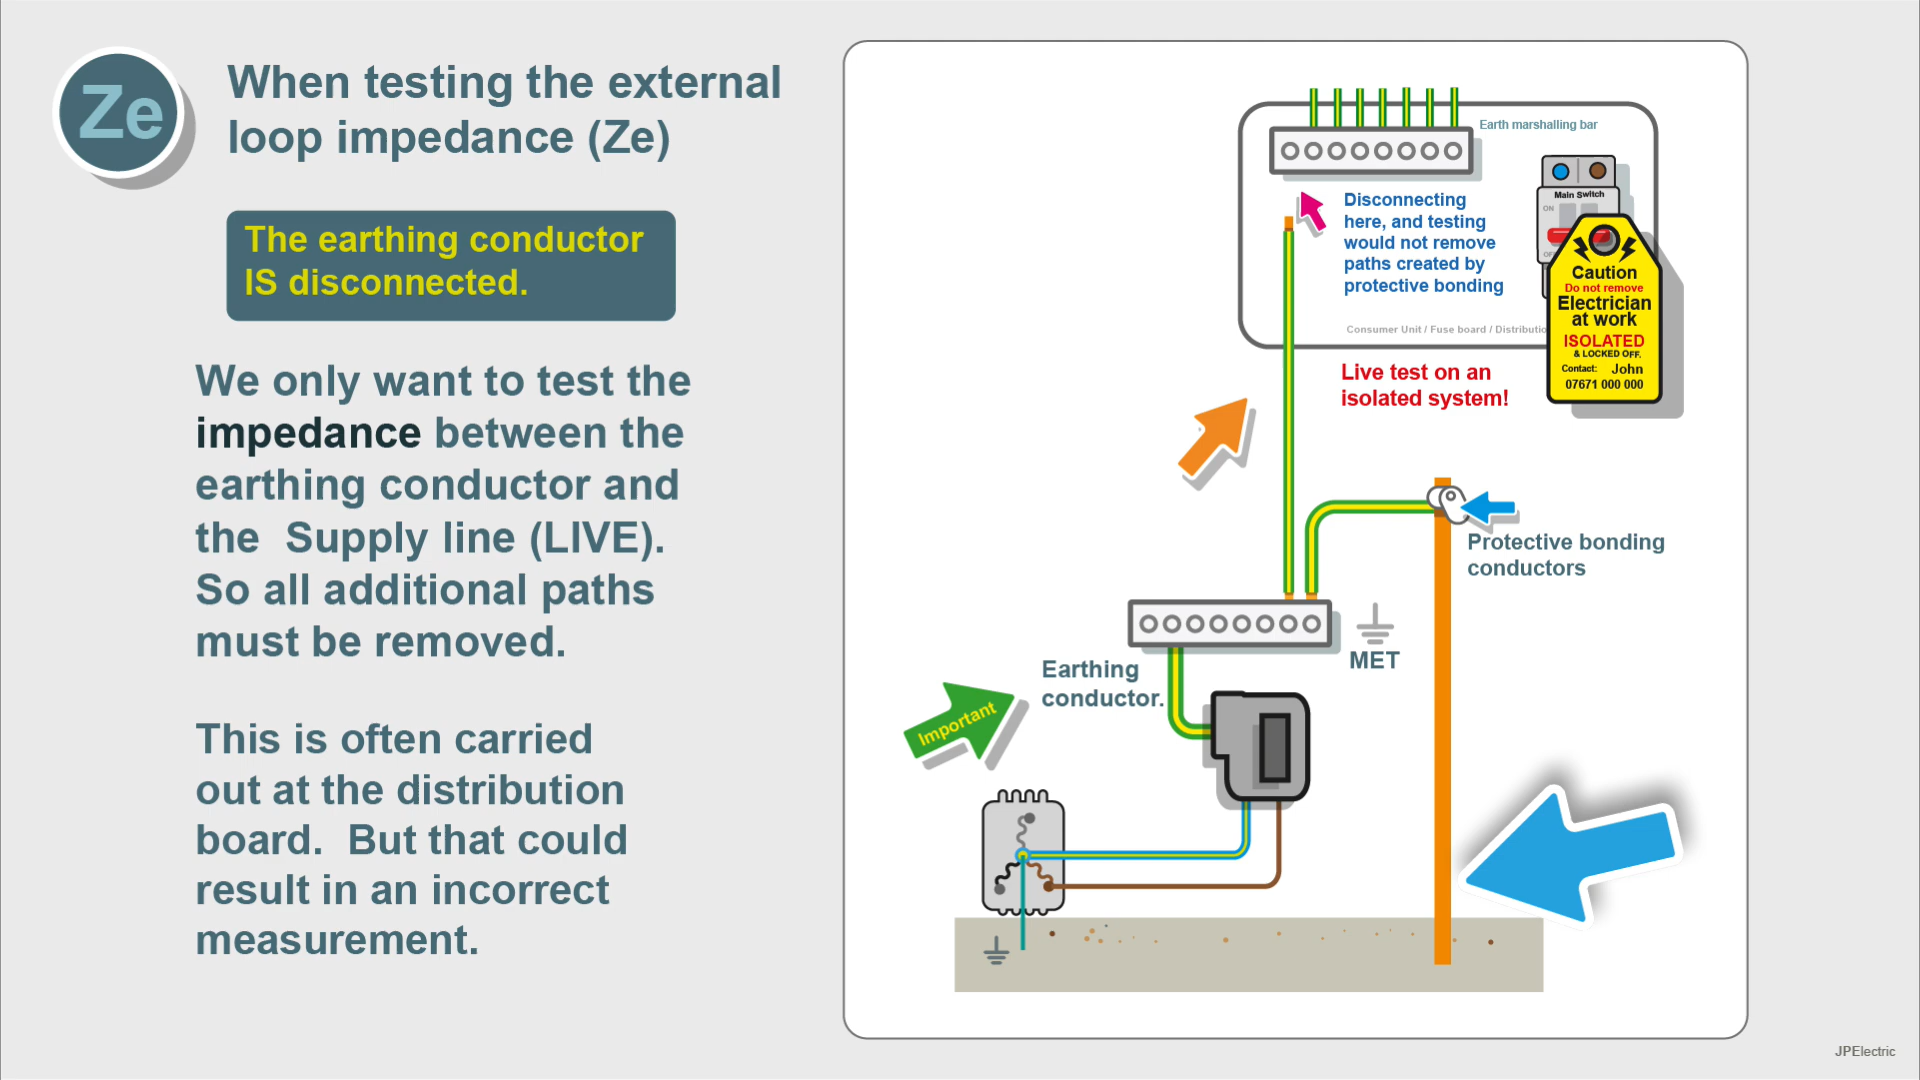 Ze
When testing the external
loop impedance (Ze)
The earthing conductor
IS disconnected.
We only want to test the
impedance between the
earthing conductor and
the  Supply line (LIVE).
So all additional paths
must be removed.
This is often carried
out at the distribution
board.  But that could
result in an incorrect
measurement.
Earth marshalling bar
Main Switch
ON
Disconnecting
here, and testing
would not remove
paths created by
protective bonding
Consumer Unit / Fuse board / Distributio
Caution
Do not remove
Electrician
at work
ISOLATED
& LOCKED OFF.
Contact: John
07671 000 000
Live test on an
isolated system!
Protective bonding
conductors
MET
Earthing
conductor.
Important
JPElectric